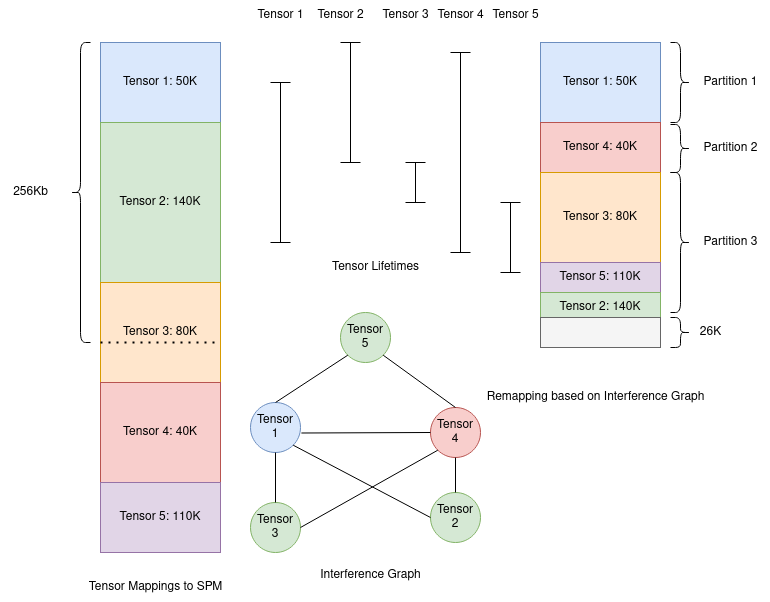 Tensor 1
Tensor 2
Tensor 3
Tensor 4
Tensor 5
256Kb
Tensor 1: 50K
Tensor 2: 140K
Tensor 3: 80K
Tensor 4: 40K
Tensor 5: 110K
Tensor Mappings to SPM
Tensor Lifetimes
Tensor
5
Tensor
1
Tensor
4
Tensor
3
Tensor
2
Interference Graph
Tensor 1: 50K
Partition 1
Tensor 4: 40K
Partition 2
Tensor 3: 80K
Partition 3
Tensor 5: 110K
Tensor 2: 140K
26K
Remapping based on Interference Graph